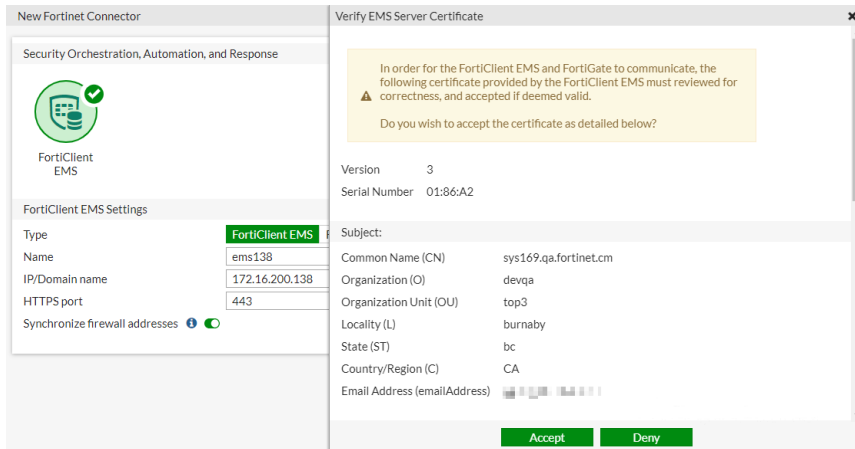 New Fortinet Connector
Security Orchestration, Automation, and Response
FortiClient
EMS
FortiClient EMS Settings
Type FortiClient EMS
Name ems138
IP/Domain name 172.16.200.138
HTTPS port 443
Synchronize firewall addresses
Verify EMS Server Certificate
In order for the FortiClient EMS and FortiGate to communicate, the
following certificate provided by the FortiClient EMS must reviewed for
correctness, and accepted if deemed valid.
Do you wish to accept the certificate as detailed below?
Version 3
Serial Number 01:86:A2
Subject:
Common Name (CN) sys169.qa.fortinet.cm
Organization (O) devqa
Organization Unit (OU) top3
Locality (L) burnaby
State (ST) bc
Country/Region (C) CA
Email Address (emailAddress)
Accept Deny